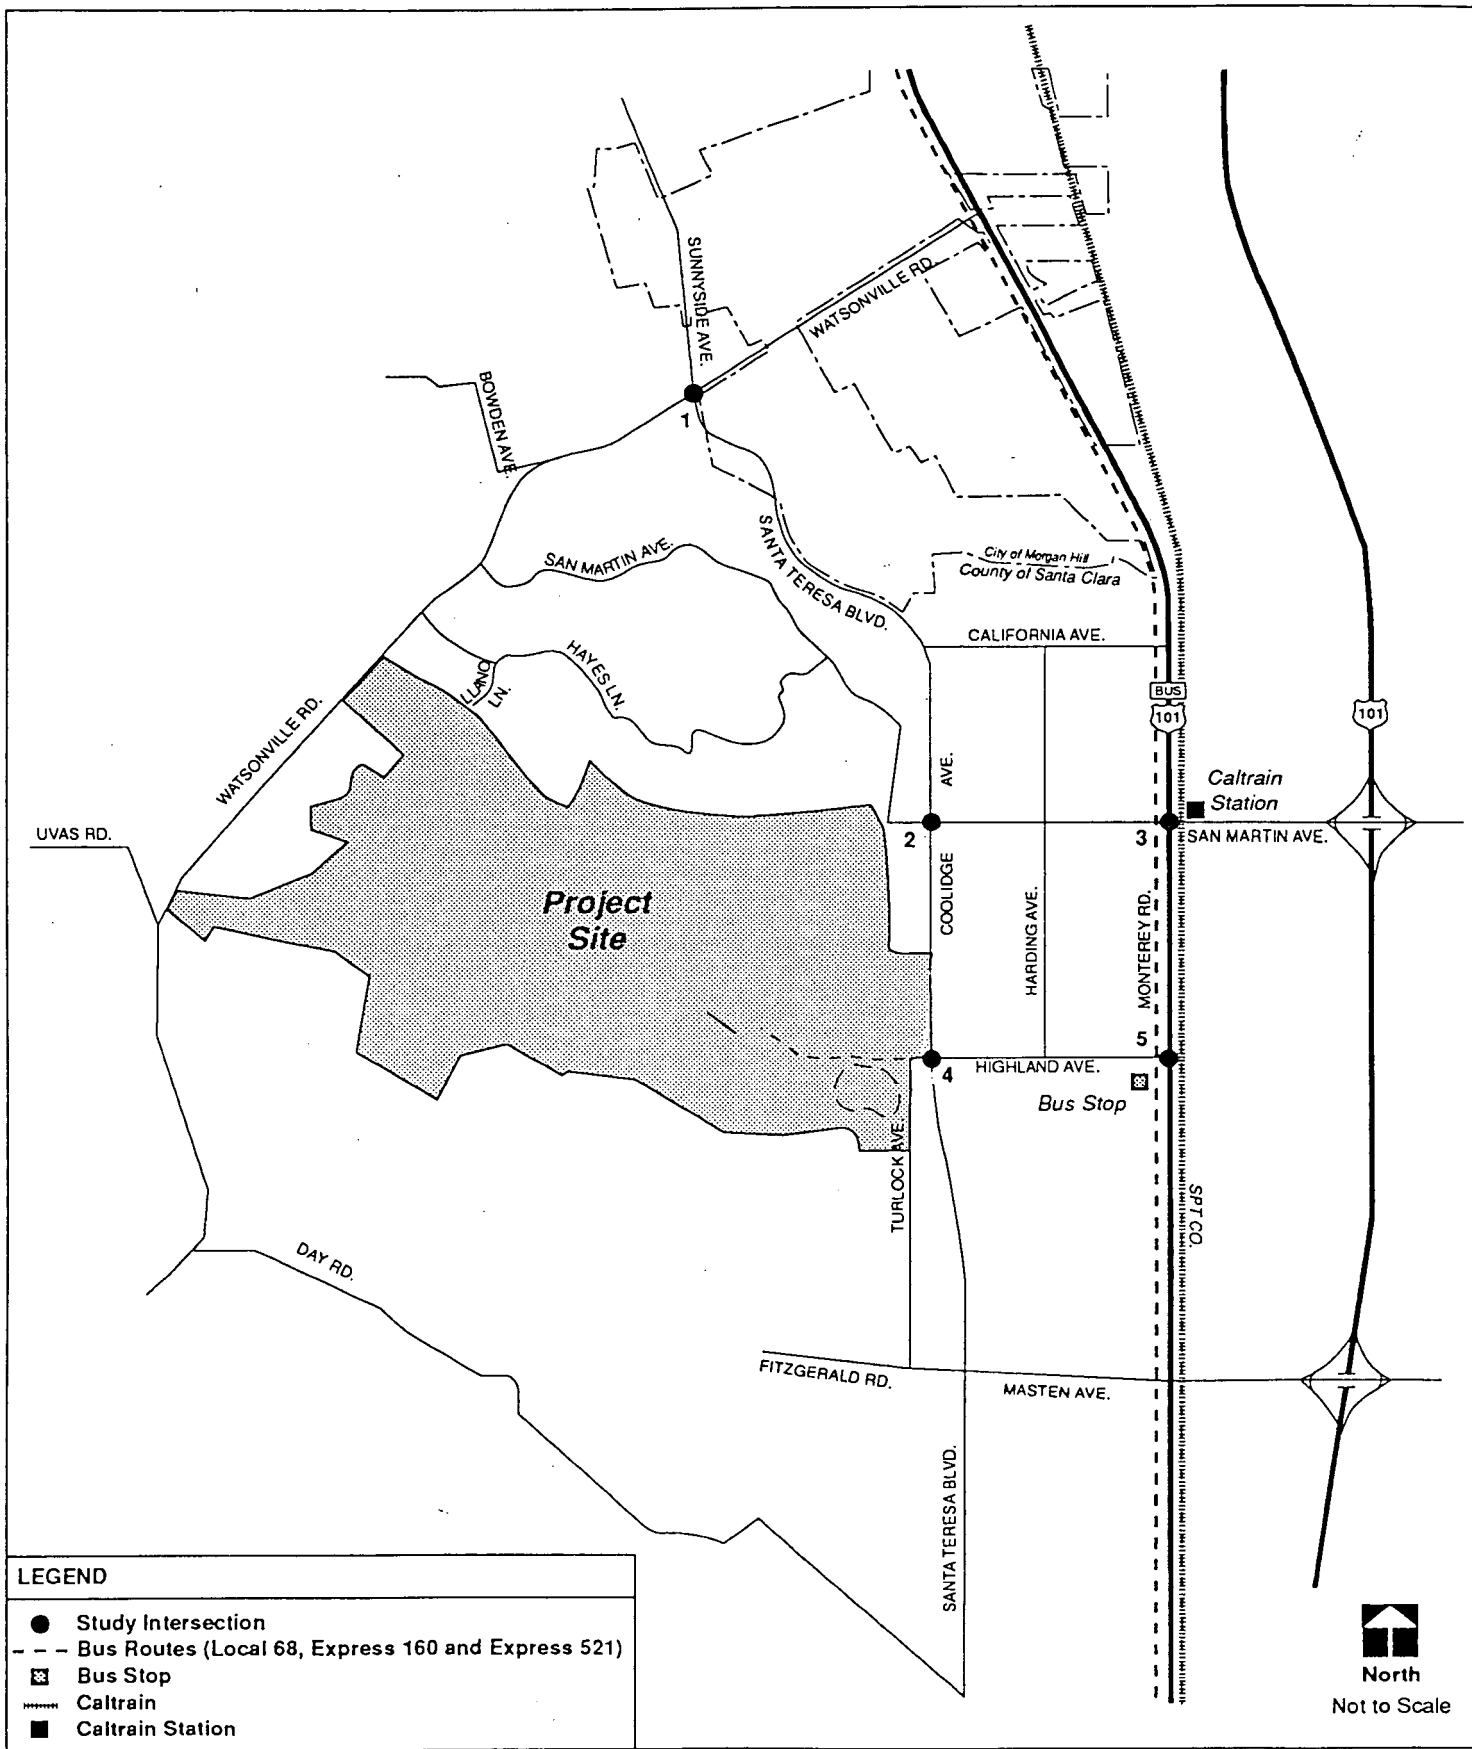 SUNNYSIDE AVE.
WATSONVILLE RD.
BOWDEN AVE.
1
SAN MARTIN AVE.
SANTA TERESA BLVD.
City of Morgan Hill
County of Santa Clara
CALIFORNIA AVE.
HAYES LN.
LLANO
LN.
BUS
101
101
WATSONVILLE RD.
AVE.
Caltrain
Station
UVAS RD.
2
3
SAN MARTIN AVE.
COOLIDGE
HARDING AVE.
MONTEREY RD.
Project
Site
5
4
HIGHLAND AVE.
Bus Stop
TURLOCK AVE.
SPT CO.
DAY RD.
FITZGERALD RD.
MASTEN AVE.
SANTA TERESA BLVD.
LEGEND
Study Intersection
Bus Routes (Local 68, Express 160 and Express 521)
Bus Stop
Caltrain
Caltrain Station
North
Not to Scale